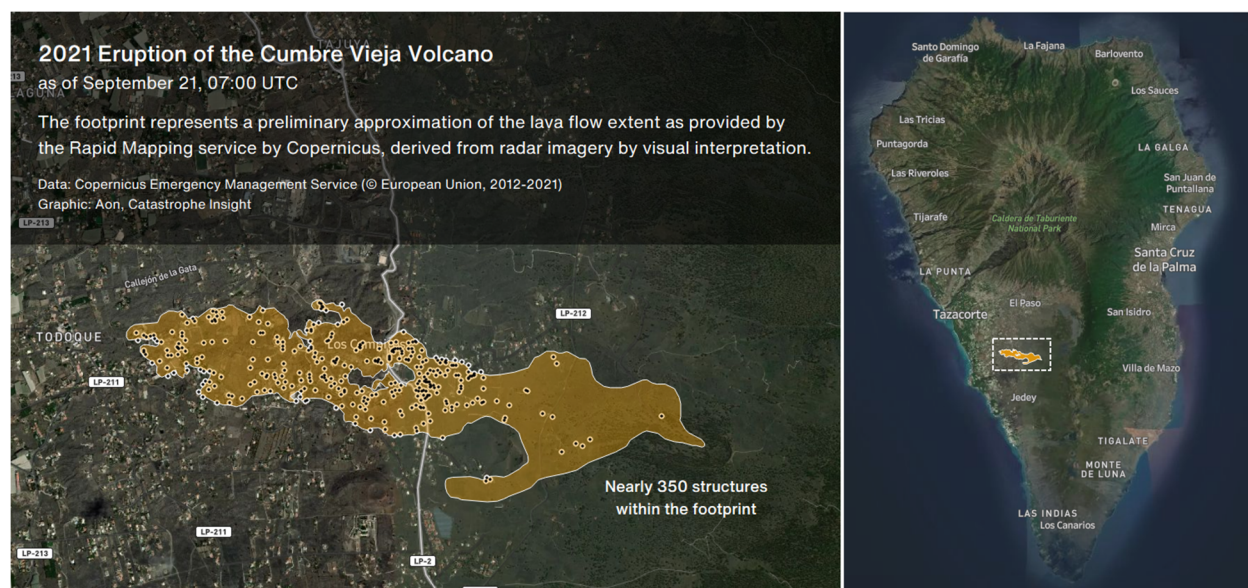 2021 Eruption of the Cumbre Vieja Volcano
as of September 21, 07:00 UTC
The footprint represents a preliminary approximation of the lava flow extent as provided by
the Rapid Mapping service by Copernicus, derived from radar imagery by visual interpretation.
Data: Copernicus Emergency Management Service (© European Union, 2012-2021)
Graphic: Aon, Catastrophe Insight
TAJUYA
LAGUNA
LP-213
Callejón de la Gata
TODOQUE
LP-212
LP-211
Nearly 350 structures
within the footprint
LP-211
LP-213
LP-2
Santo Domingo
de Garafía
La Fajana
Barlovento
Los Sauces
Las Tricias
Puntagorda
LA GALGA
Las Riveroles
San Juan de
Puntallana
TENAGUA
Tijarafe
Caldera de Taburiente
National Park
Mirca
Santa Cruz
de la Palma
LA PUNTA
El Paso
Tazacorte
San Isidro
Villa de Mazo
Jedey
TIGALATE
MONTE
DE LUNA
LAS INDIAS
Los Canarios